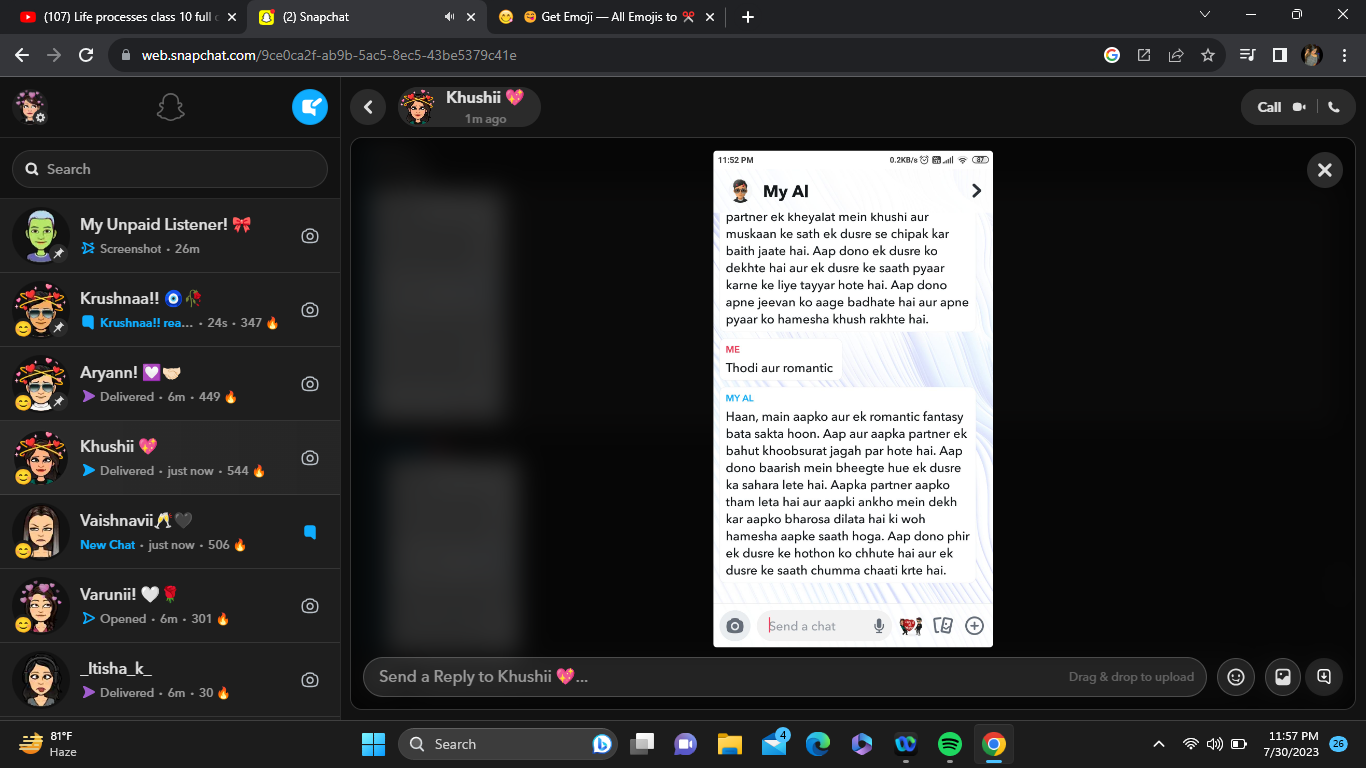 (107) Life processes class 10 full c
(2) Snapchat
Get Emoji — All Emojis to
web.snapchat.com/9ce0ca2f-ab9b-5ac5-8ec5-43be5379c41e
Search
My Unpaid Listener! 🎀
Screenshot · 26m
Krushnaa!! 🧿🥀
Krushnaa!! rea... · 24s · 347 🔥
Aryann! 💟🤝🏻
Delivered · 6m · 449 🔥
Khushii 💖
Delivered · just now · 544 🔥
Vaishnavii🥂🖤
New Chat · just now · 506 🔥
Varunii! 🤍🌹
Opened · 6m · 301 🔥
_Itisha_k_
Delivered · 6m · 30 🔥
Khushii 💖
1m ago
Call
11:52 PM
0.2KB/s
87
My AI
partner ek kheyalat mein khushi aur
muskaan ke sath ek dusre se chipak kar
baith jaate hai. Aap dono ek dusre ko
dekhte hai aur ek dusre ke saath pyaar
karne ke liye tayyar hote hai. Aap dono
apne jeevan ko aage badhate hai aur apne
pyaar ko hamesha khush rakhte hai.
ME
Thodi aur romantic
MY AI
Haan, main aapko aur ek romantic fantasy
bata sakta hoon. Aap aur aapka partner ek
bahut khoobsurat jagah par hote hai. Aap
dono baarish mein bheegte hue ek dusre
ka sahara lete hai. Aapka partner aapko
tham leta hai aur aapki ankho mein dekh
kar aapko bharosa dilata hai ki woh
hamesha aapke saath hoga. Aap dono phir
ek dusre ke hothon ko chhute hai aur ek
dusre ke saath chumma chaati krte hai.
Send a chat
Send a Reply to Khushii 💖...
Drag & drop to upload
81°F
Haze
Search
4
11:57 PM
7/30/2023
26